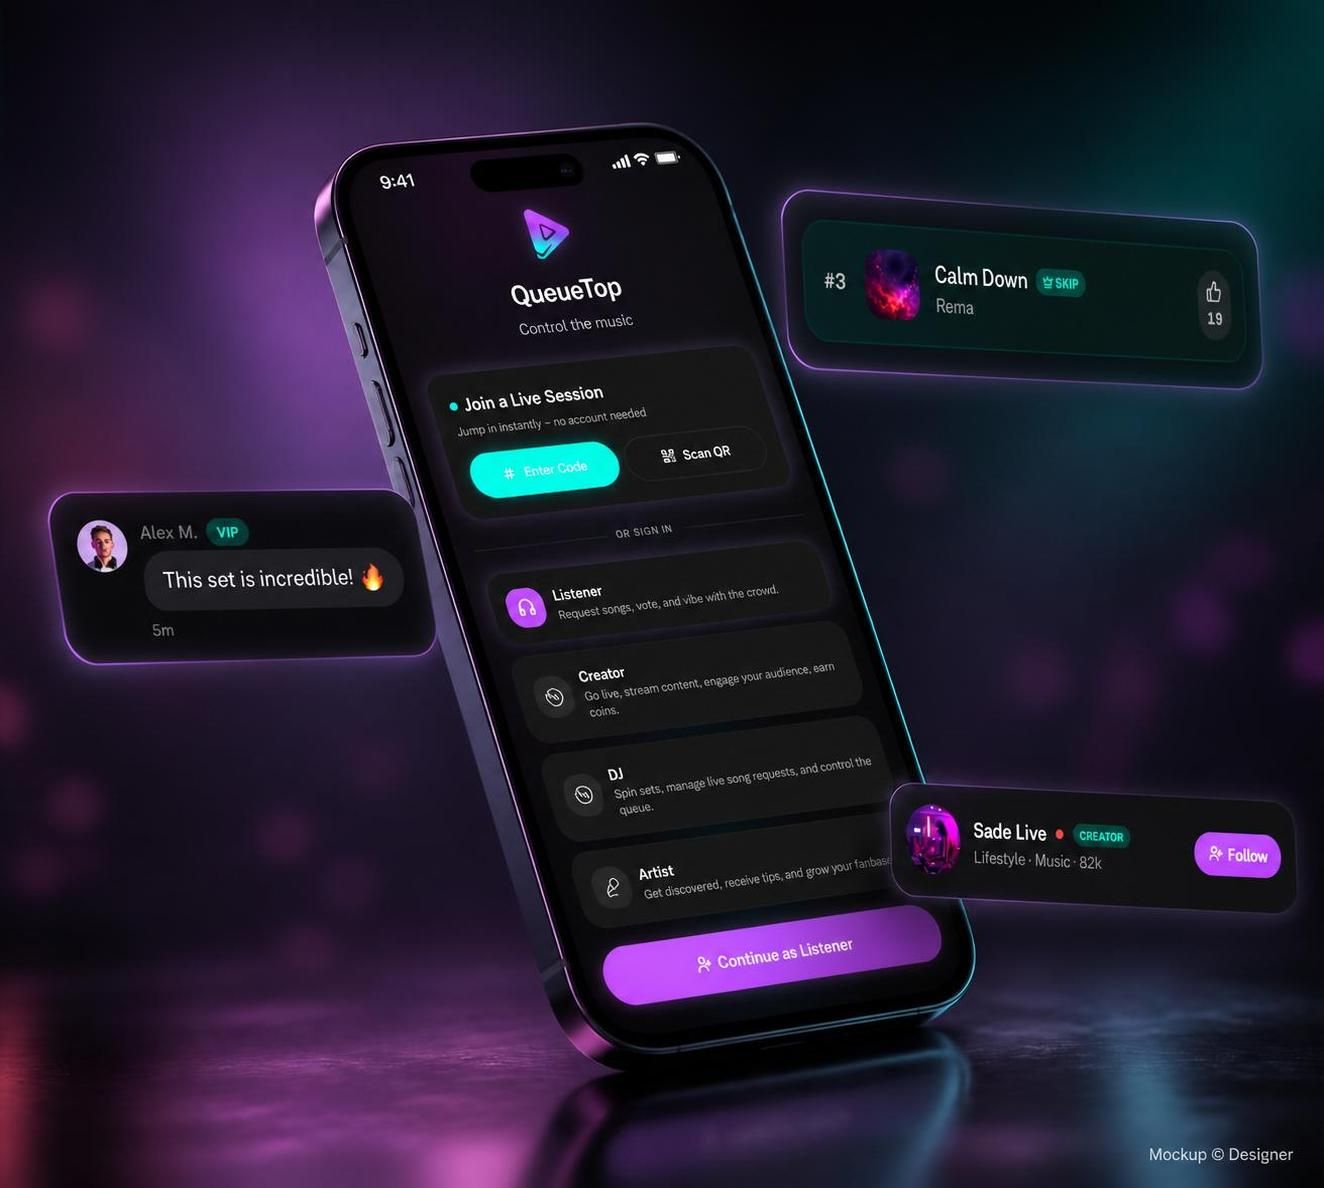 9:41
QueueTop
Control the music
Join a Live Session
Jump in instantly – no account needed
# Enter Code
Scan QR
OR SIGN IN
Listener
Request songs, vote, and vibe with the crowd.
Creator
Go live, stream content, engage your audience, earn
coins.
DJ
Spin sets, manage live song requests, and control the
queue.
Artist
Get discovered, receive tips, and grow your fanbase
Continue as Listener
#3
Calm Down SKIP
Rema
19
Alex M. VIP
This set is incredible! 🔥
5m
Sade Live CREATOR
Lifestyle · Music · 82k
Follow
Mockup © Designer